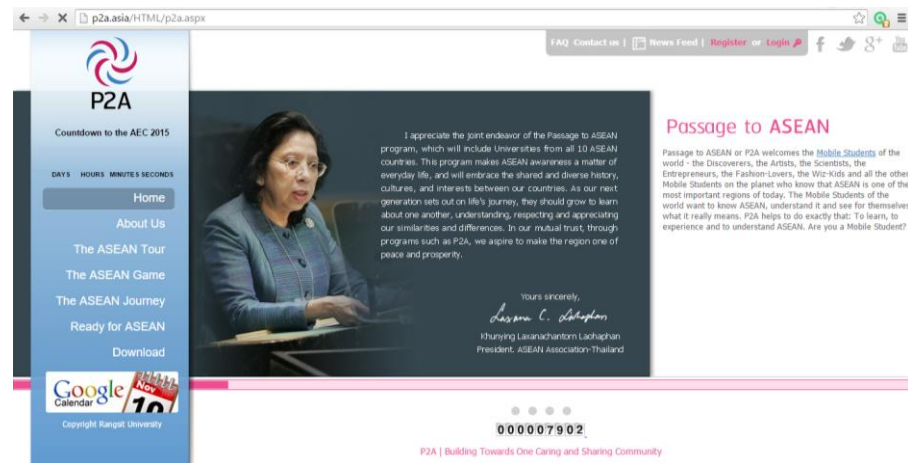 p2a.asia/HTML/p2a.aspx
FAQ Contact us | News Feed | Register or Login
P2A
Countdown to the AEC 2015
DAYS HOURS MINUTES SECONDS
Home
About Us
The ASEAN Tour
The ASEAN Game
The ASEAN Journey
Ready for ASEAN
Download
Google
Calendar
Nov
10
Copyright Rangsit University
I appreciate the joint endeavor of the Passage to ASEAN
program, which will include Universities from all 10 ASEAN
countries. This program makes ASEAN awareness a matter of
everyday life, and will embrace the shared and diverse history,
cultures, and interests between our countries. As our next
generation sets out on life's journey, they should grow to learn
about one another, understanding, respecting and appreciating
our similarities and differences. In our mutual trust, through
programs such as P2A, we aspire to make the region one of
peace and prosperity.
Yours sincerely,
Khunying Laxanachantorn Laohaphan
President. ASEAN Association-Thailand
Passage to ASEAN
Passage to ASEAN or P2A welcomes the Mobile Students of the
world - the Discoverers, the Artists, the Scientists, the
Entrepreneurs, the Fashion-Lovers, the Wiz-Kids and all the other
Mobile Students on the planet who know that ASEAN is one of the
most important regions of today. The Mobile Students of the
world want to know ASEAN, understand it and see for themselves
what it really means. P2A helps to do exactly that: To learn, to
experience and to understand ASEAN. Are you a Mobile Student?
000007902
P2A | Building Towards One Caring and Sharing Community